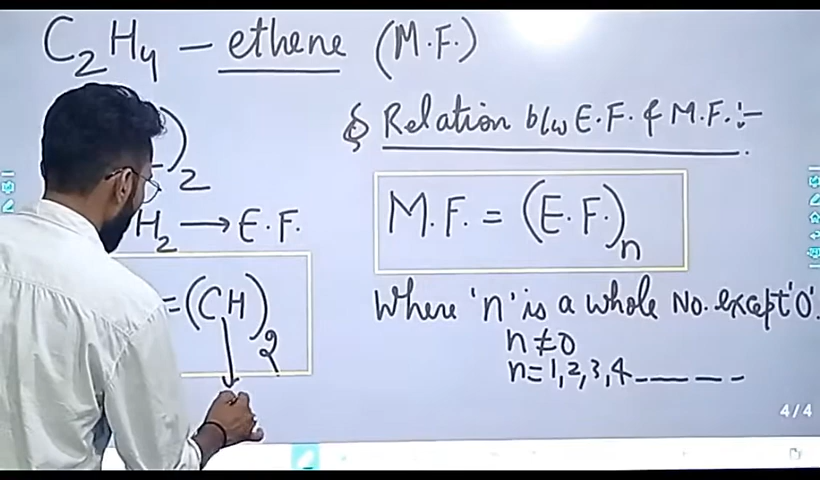 C2H4 - ethene (M.F.)
)2
H2 → E.F.
=(CH)2
§ Relation b/w E.F. & M.F. :-
M.F. = (E.F.)n
Where 'n' is a whole No. except '0'.
n ≠ 0
n = 1, 2, 3, 4 - - - -
4/4